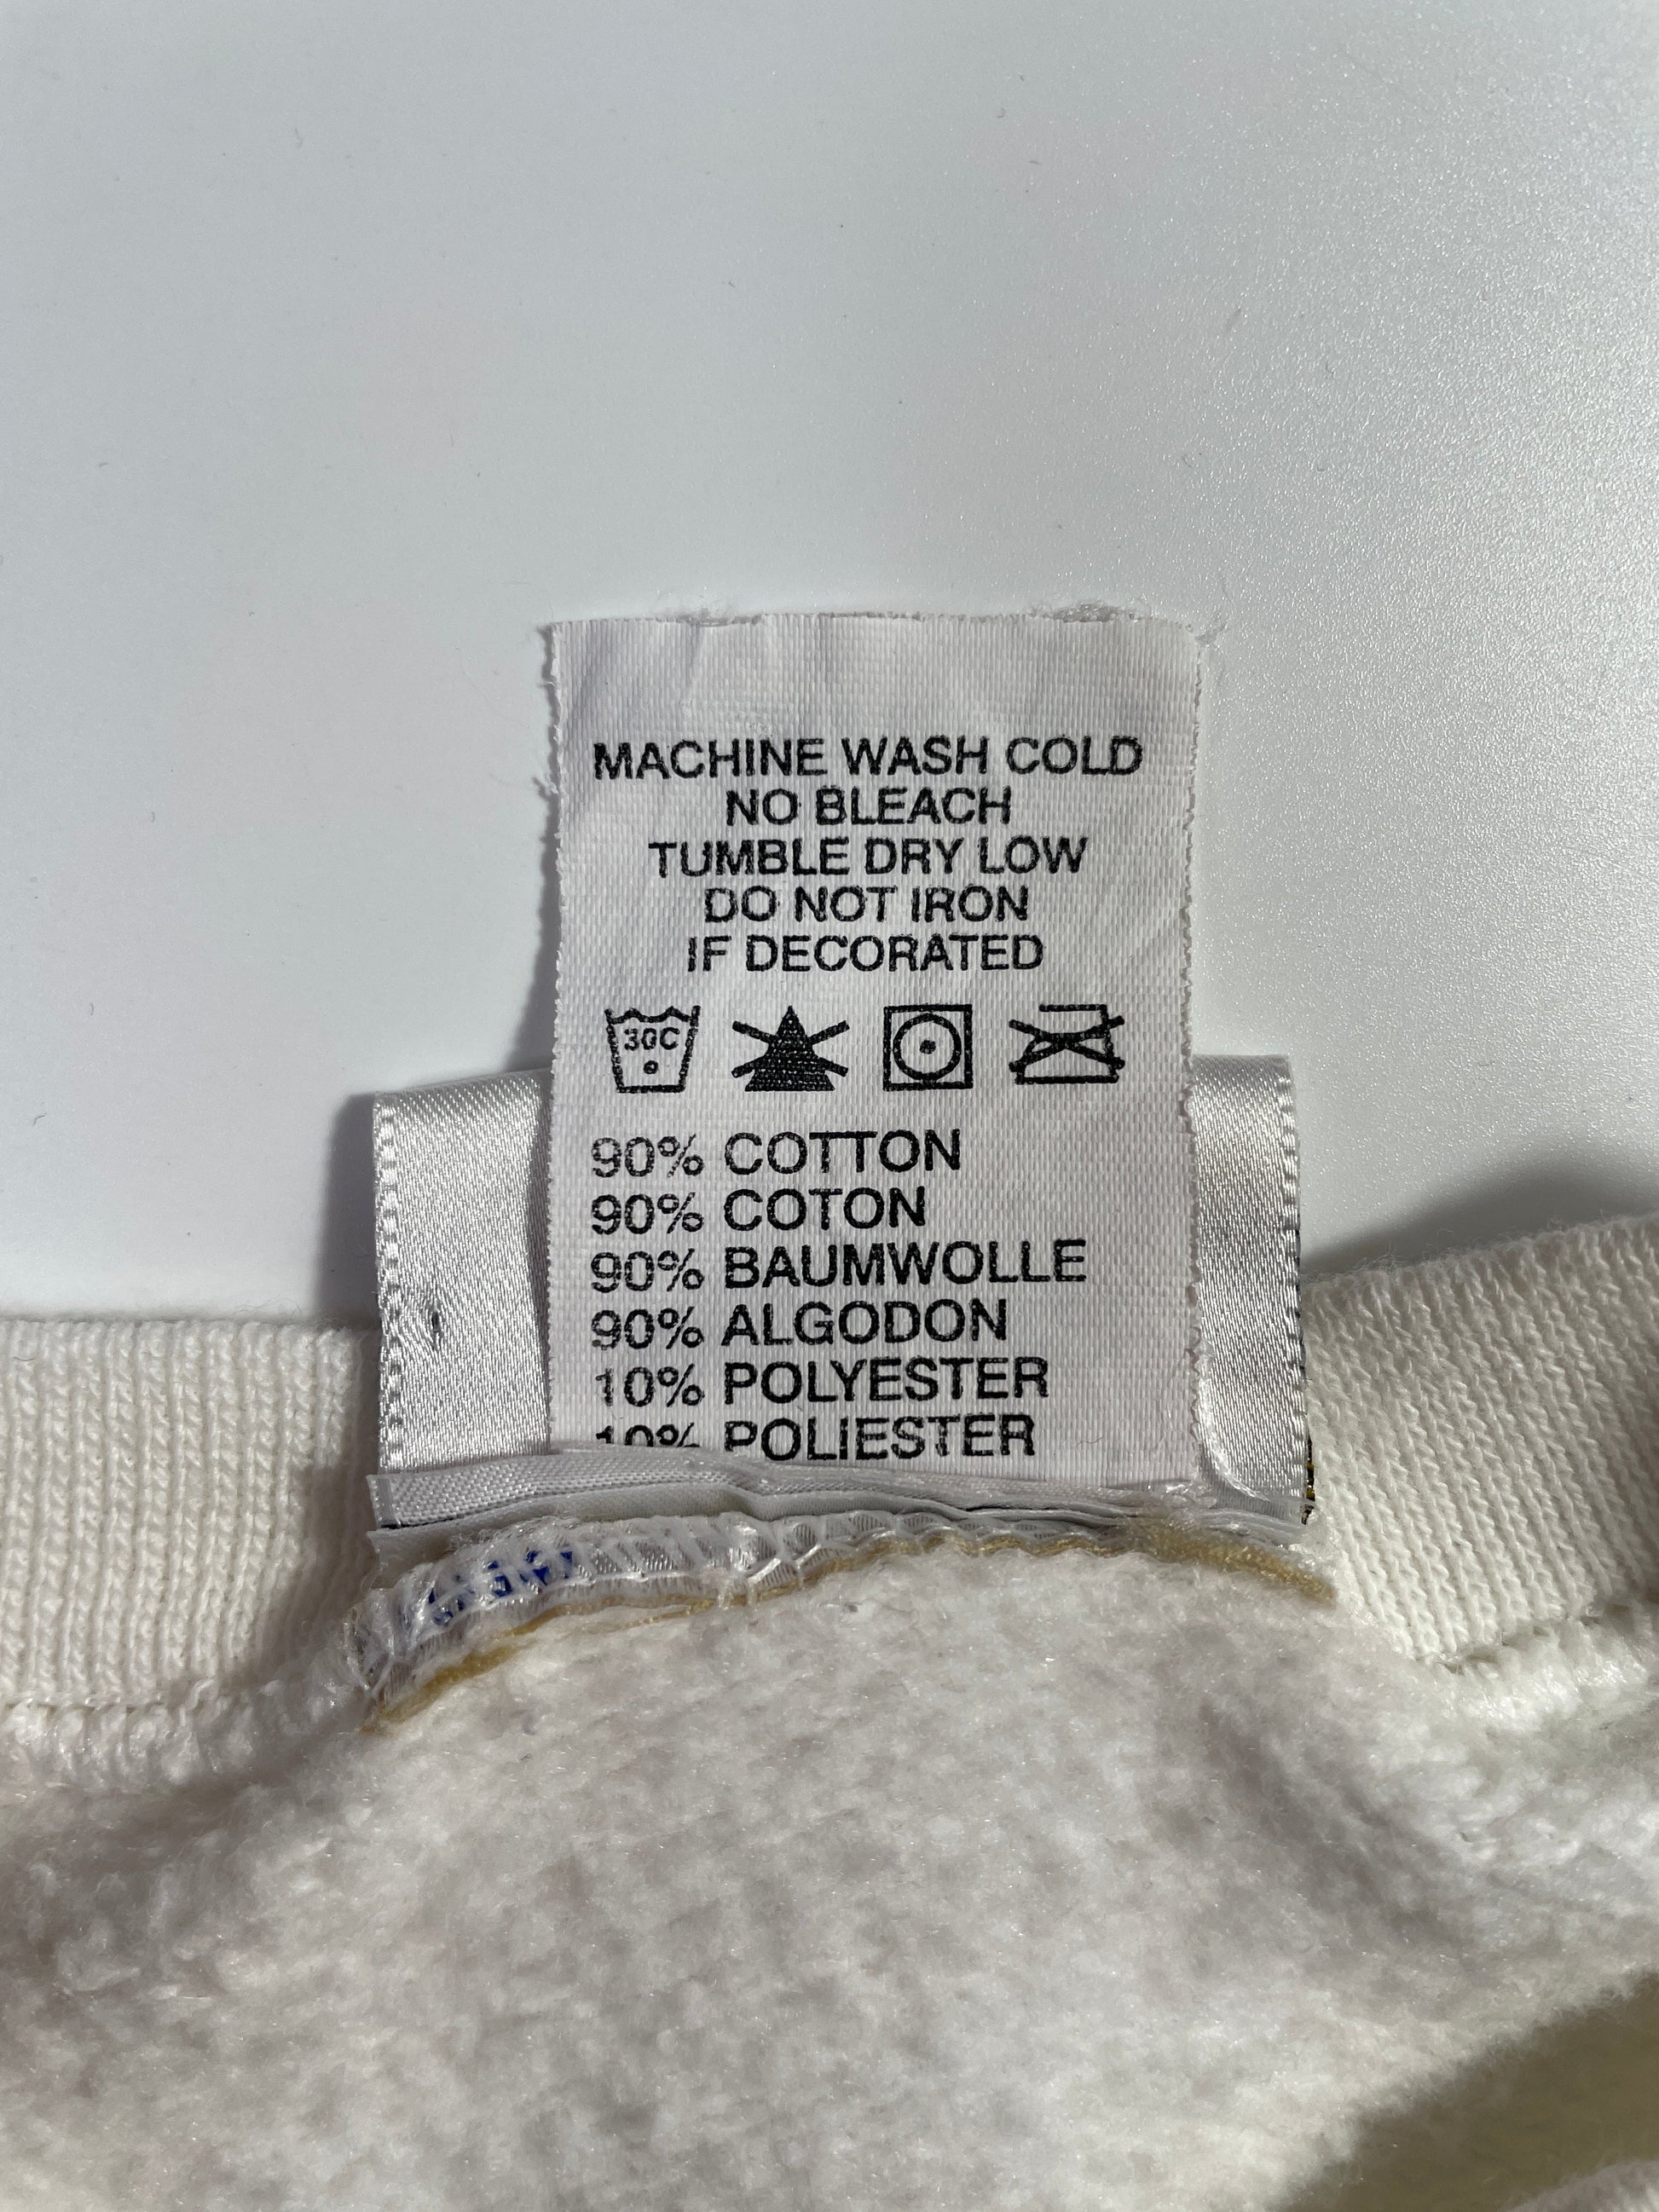 MACHINE WASH COLD
NO BLEACH
TUMBLE DRY LOW
DO NOT IRON
IF DECORATED
30C
90% COTTON
90% COTON
90% BAUMWOLLE
90% ALGODON
10% POLYESTER
10% POLIESTER